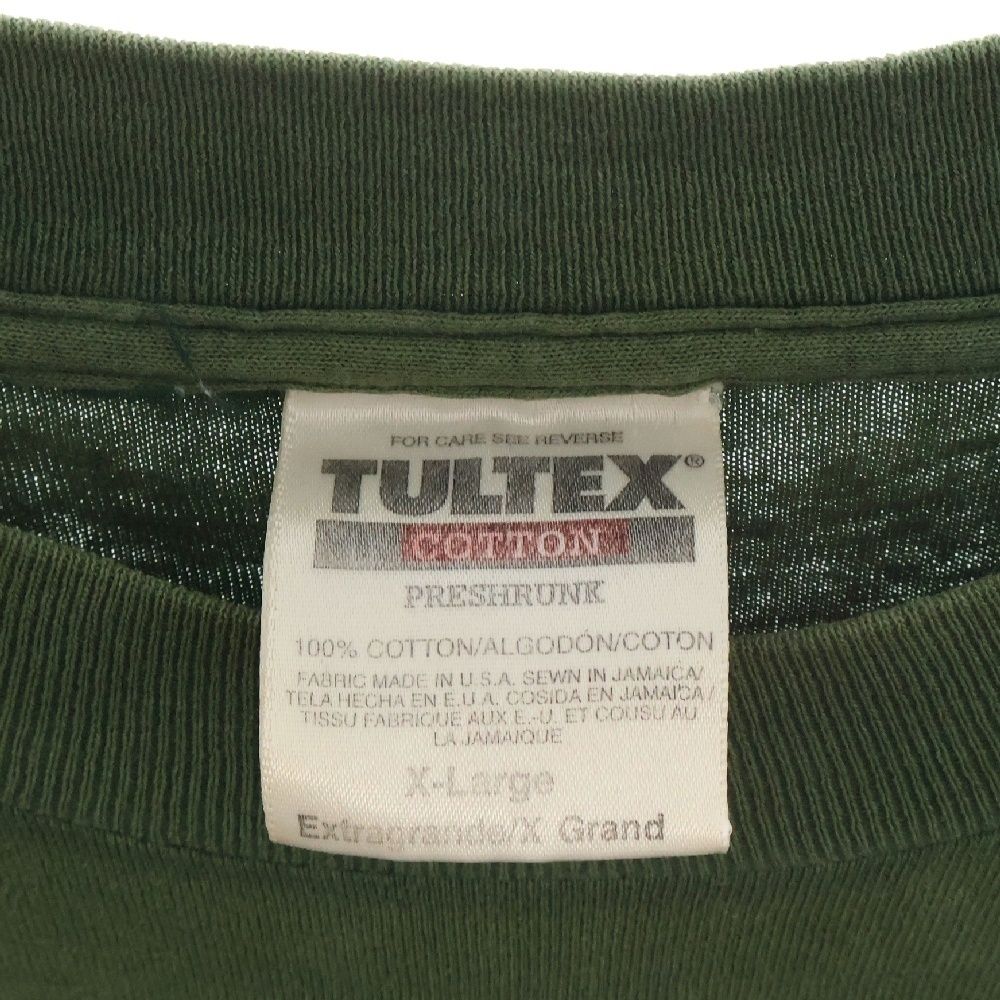 FOR CARE SEE REVERSE
TULTEX®
COTTON
PRESHRUNK
100% COTTON/ALGODÓN/COTON
FABRIC MADE IN U.S.A. SEWN IN JAMAICA/
TELA HECHA EN E.U.A. COSIDA EN JAMAICA/
TISSU FABRIQUE AUX E.-U. ET COUSU AU
LA JAMAIQUE
X-Large
Extragrande/X Grand